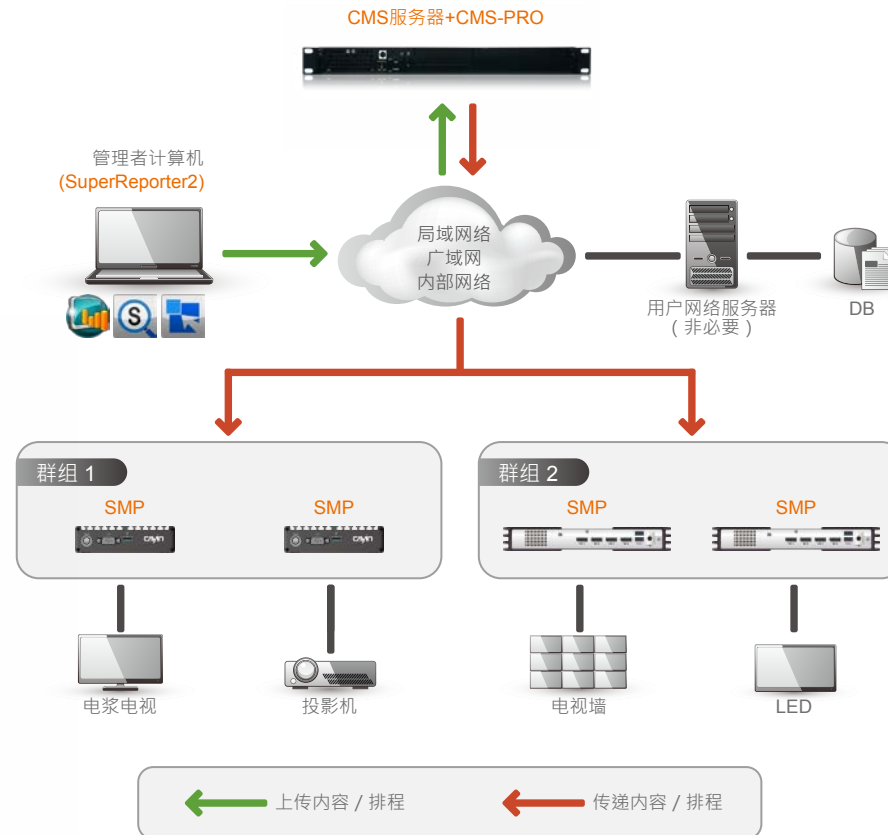 CMS服务器+CMS-PRO
管理者计算机
(SuperReporter2)
局域网络
广域网
内部网络
S
用户网络服务器
( 非必要 )
DB
群组 1
SMP
SMP
CAYIN
CAYIN
群组 2
SMP
SMP
电浆电视
投影机
电视墙
LED
上传内容 / 排程
传递内容 / 排程